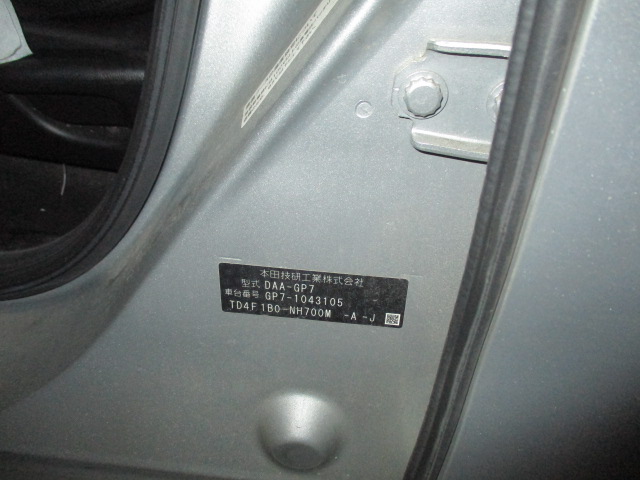 本田技研工業株式会社
型式 DAA-GP7
車台番号 GP7-1043105
TD4F1B0-NH700M -A -J